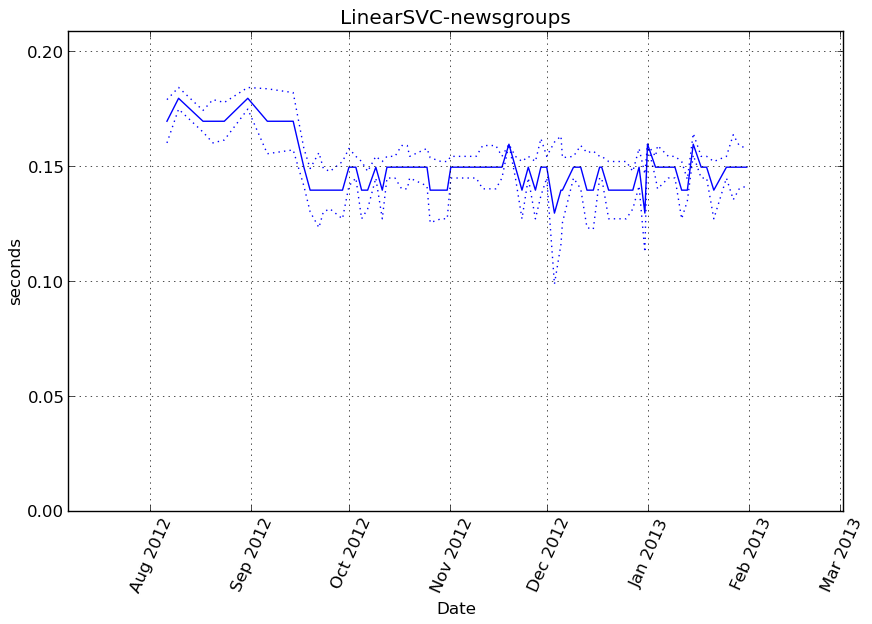 LinearSVC-newsgroups
0.20
0.15
0.10
0.05
0.00
seconds
Aug 2012
Sep 2012
Oct 2012
Nov 2012
Dec 2012
Jan 2013
Feb 2013
Mar 2013
Date